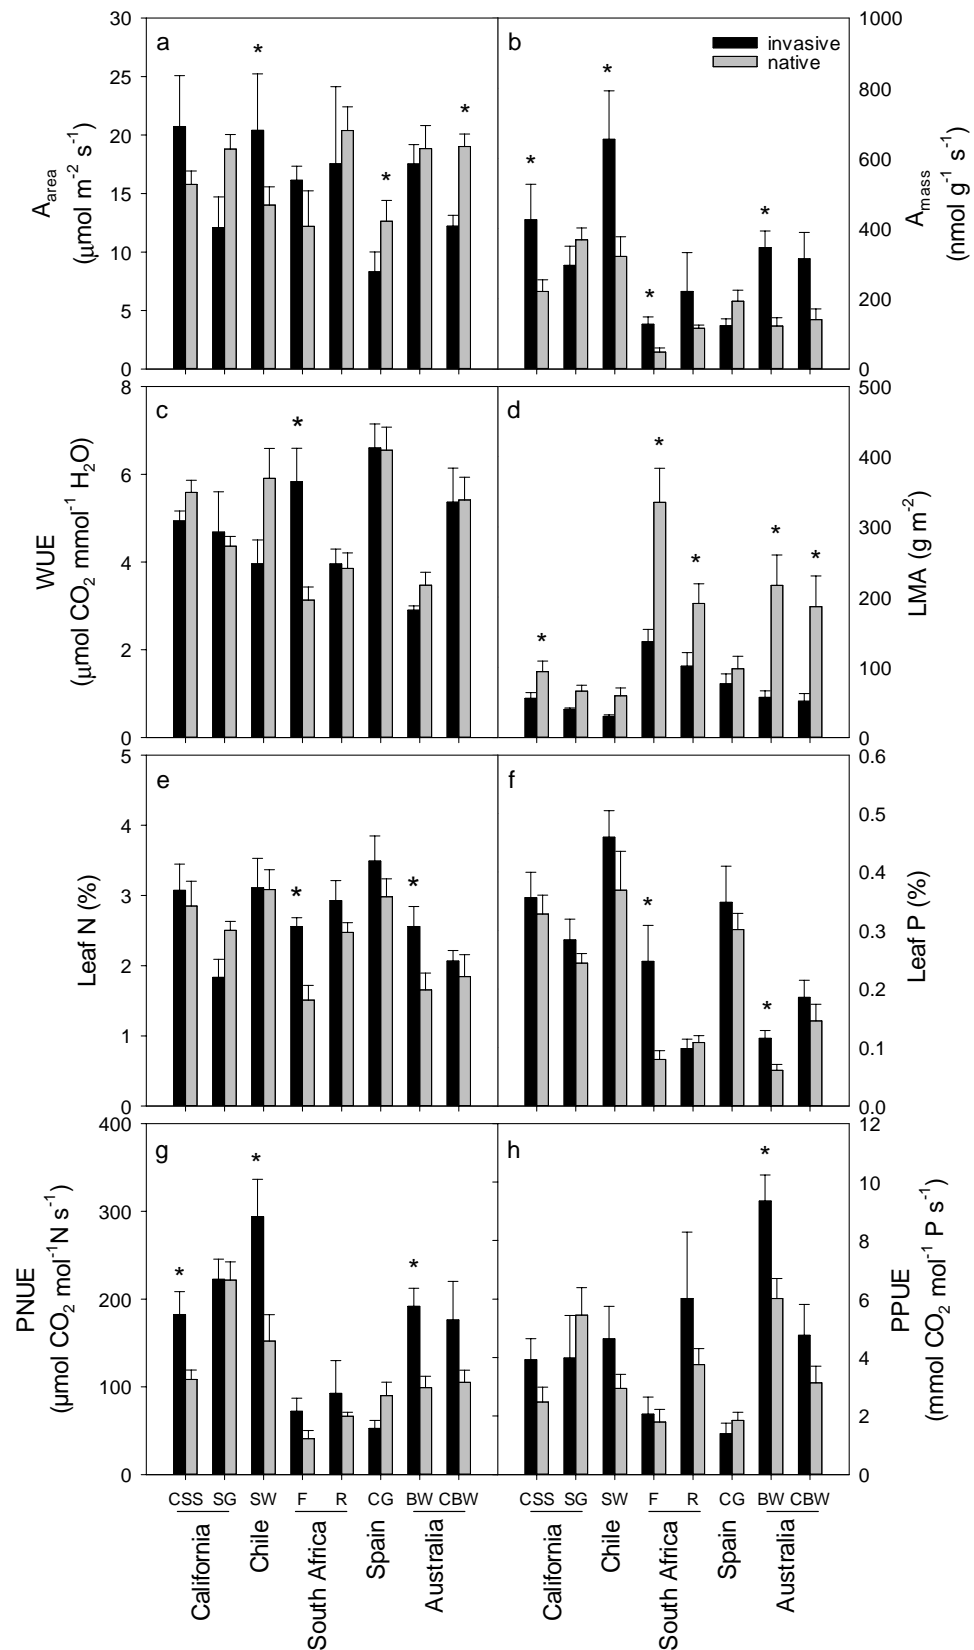 30
25
20
15
10
5
0
A_area
(μmol m⁻² s⁻¹)
a
*
*
*
b
invasive
native
*
*
*
*
1000
800
600
400
200
0
A_mass
(nmol g⁻¹ s⁻¹)
8
6
4
2
0
WUE
(μmol CO₂ mmol⁻¹ H₂O)
c
*
d
*
*
*
*
*
500
400
300
200
100
0
LMA (g m⁻²)
5
4
3
2
1
0
Leaf N (%)
e
*
*
f
*
*
0.6
0.5
0.4
0.3
0.2
0.1
0.0
Leaf P (%)
400
300
200
100
0
PNUE
(μmol CO₂ mol⁻¹N s⁻¹)
g
*
*
*
h
*
12
10
8
6
4
2
0
PPUE
(mmol CO₂ mol⁻¹ P s⁻¹)
CSS SG SW F R CG BW CBW
California
Chile
South Africa
Spain
Australia
CSS SG SW F R CG BW CBW
California
Chile
South Africa
Spain
Australia